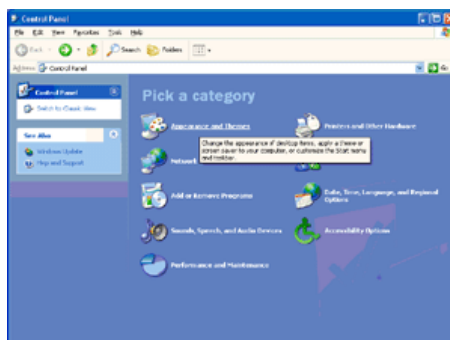 Control Panel
File Edit View Favorites Tools Help
Back Search Folders
Address Control Panel Go
Control Panel
Switch to Classic View
See Also
Windows Update
Help and Support
Pick a category
Appearance and Themes
Printers and Other Hardware
Change the appearance of desktop items, apply a theme or
screen saver to your computer, or customize the Start menu
and taskbar.
Network
Add or Remove Programs
Date, Time, Language, and Regional
Options
Sounds, Speech, and Audio Devices
Accessibility Options
Performance and Maintenance